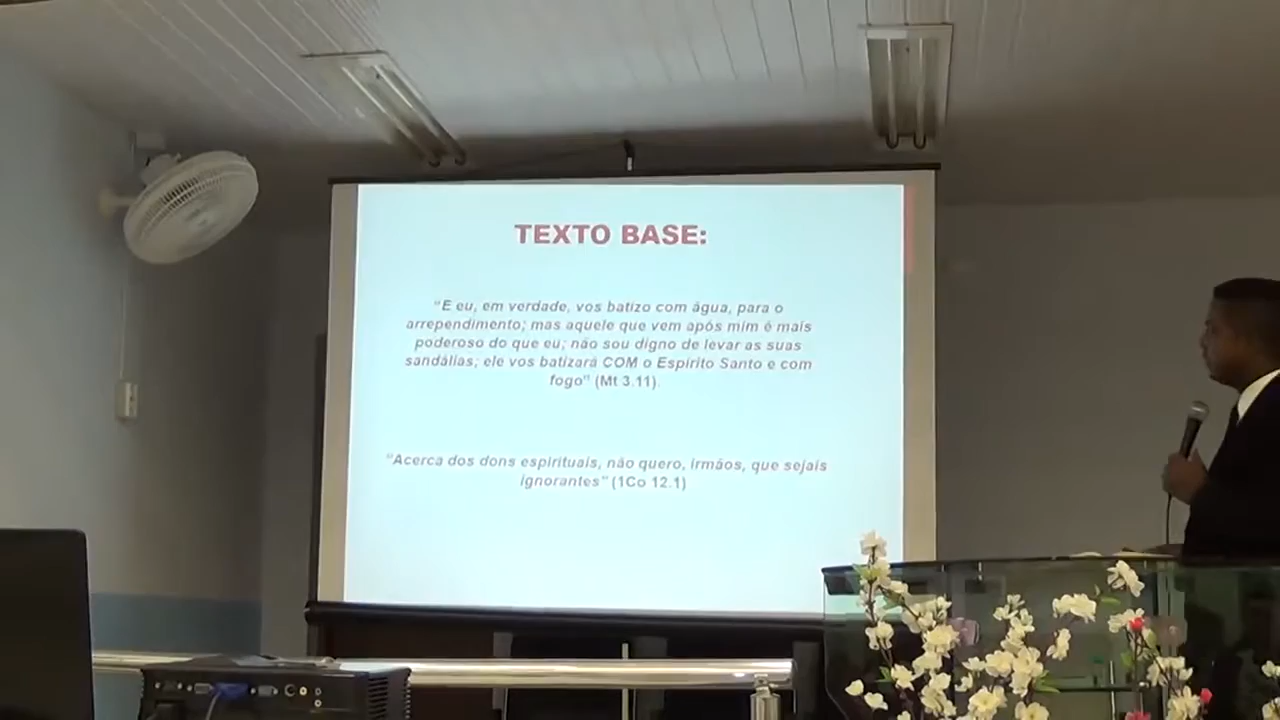 TEXTO BASE:
"E eu, em verdade, vos batizo com água, para o
arrependimento; mas aquele que vem após mim é mais
poderoso do que eu; não sou digno de levar as suas
sandálias; ele vos batizará COM o Espírito Santo e com
fogo" (Mt 3.11).
"Acerca dos dons espirituais, não quero, irmãos, que sejais
ignorantes" (1Co 12.1)